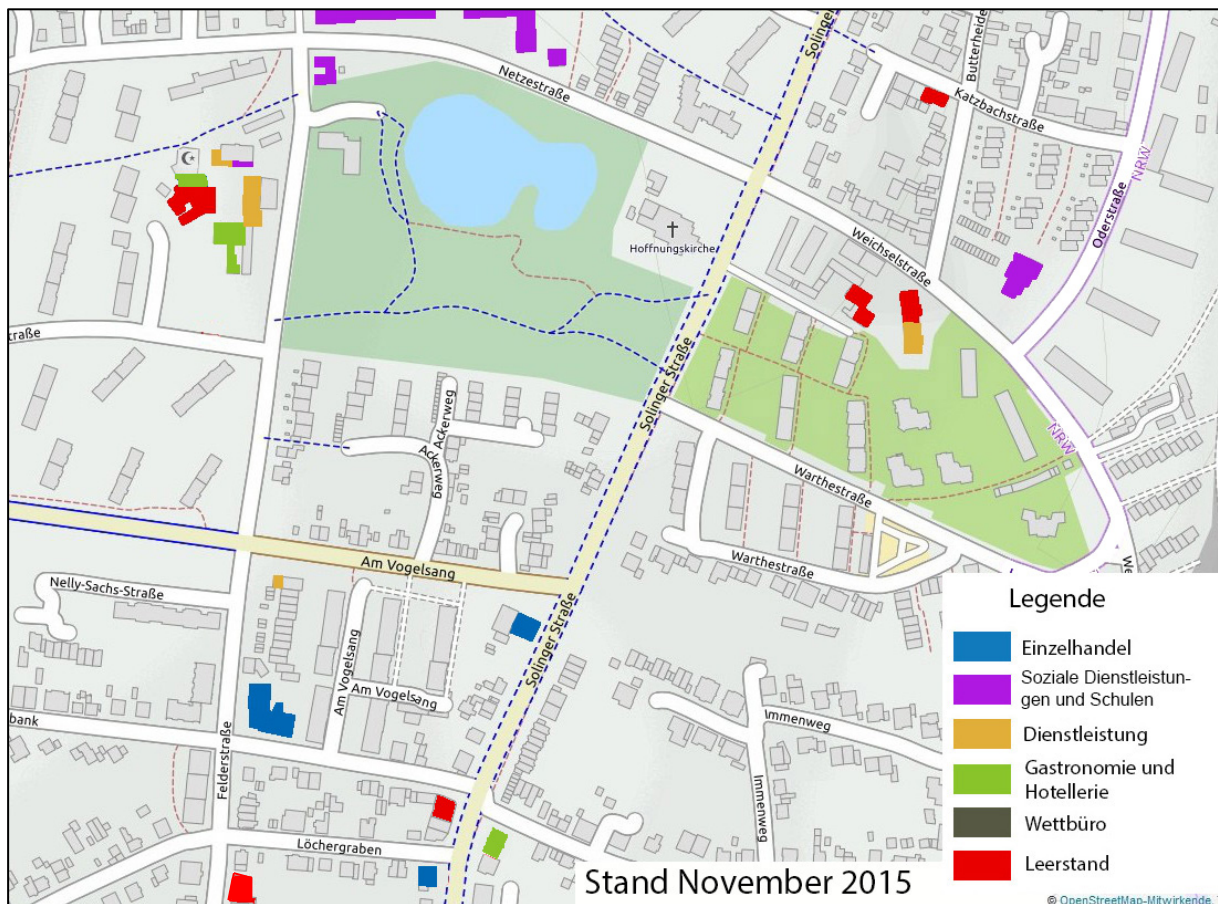 Solinger
Butterheide
Netzestraße
Katzbachstraße
NRW
Oderstraße
Hoffnungskirche
Weichselstraße
traße
Solinger Straße
Ackerweg
Ackerweg
NRW
Warthestraße
Am Vogelsang
Warthestraße
We
Nelly-Sachs-Straße
Am Vogelsang
Solinger Straße
Am Vogelsang
bank
Immenweg
Felderstraße
Immenweg
Löchergraben
Legende
Einzelhandel
Soziale Dienstleistun-
gen und Schulen
Dienstleistung
Gastronomie und
Hotellerie
Wettbüro
Leerstand
Stand November 2015
© OpenStreetMap-Mitwirkende,